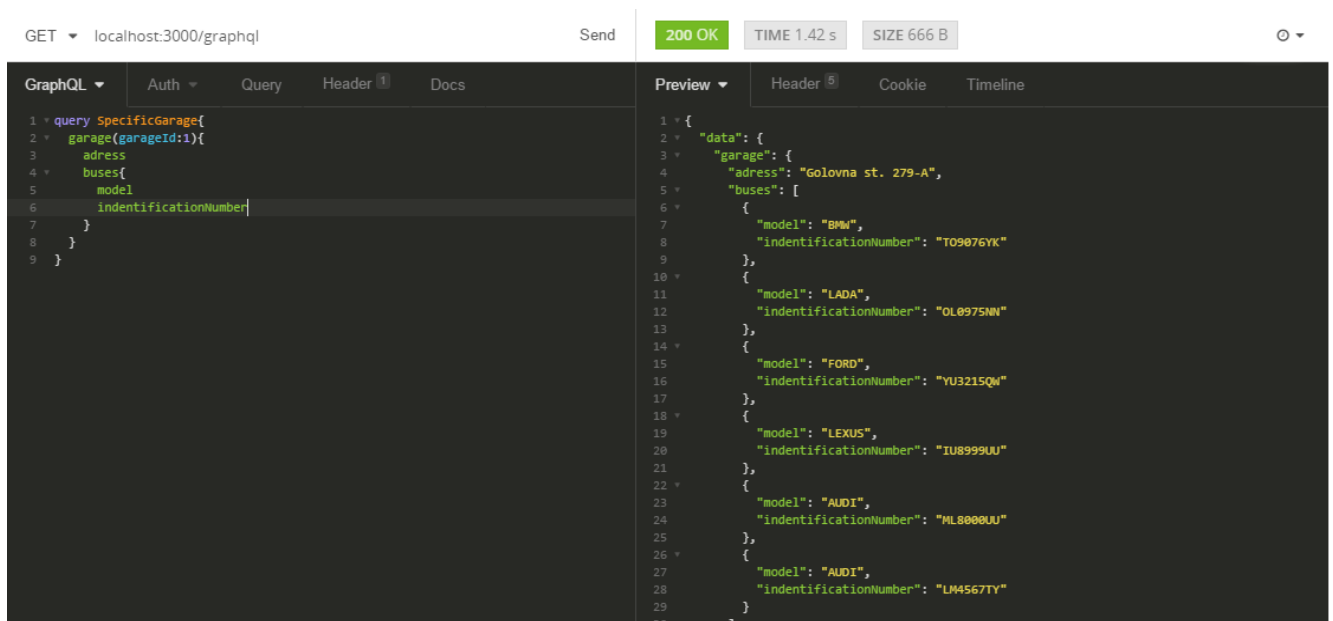 GET localhost:3000/graphql Send
200 OK TIME 1.42 s SIZE 666 B
GraphQL Auth Query Header 1 Docs
1 query SpecificGarage{
2 garage(garageId:1){
3 adress
4 buses{
5 model
6 indentificationNumber
7 }
8 }
9 }
Preview Header 5 Cookie Timeline
1 {
2 "data": {
3 "garage": {
4 "adress": "Golovna st. 279-A",
5 "buses": [
6 {
7 "model": "BMW",
8 "indentificationNumber": "TO9076YK"
9 },
10 {
11 "model": "LADA",
12 "indentificationNumber": "OL0975NN"
13 },
14 {
15 "model": "FORD",
16 "indentificationNumber": "YU3215QW"
17 },
18 {
19 "model": "LEXUS",
20 "indentificationNumber": "IU8999UU"
21 },
22 {
23 "model": "AUDI",
24 "indentificationNumber": "ML8000UU"
25 },
26 {
27 "model": "AUDI",
28 "indentificationNumber": "LM4567TY"
29 }